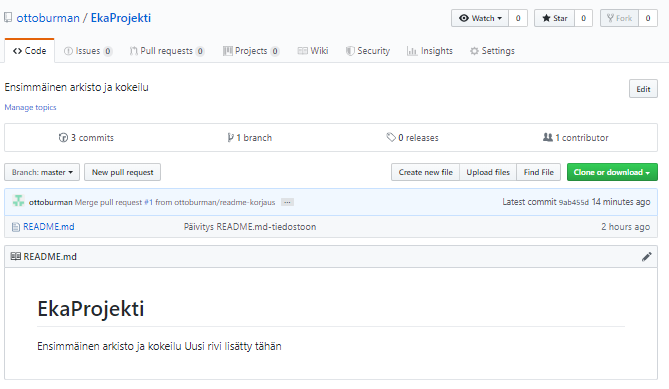 ottoburman / EkaProjekti
Watch 0 Star 0 Fork 0
Code Issues 0 Pull requests 0 Projects 0 Wiki Security Insights Settings
Ensimmäinen arkisto ja kokeilu
Edit
Manage topics
3 commits 1 branch 0 releases 1 contributor
Branch: master New pull request Create new file Upload files Find File Clone or download
ottoburman Merge pull request #1 from ottoburman/readme-korjaus ... Latest commit 9ab455d 14 minutes ago
README.md Päivitys README.md-tiedostoon 2 hours ago
README.md
EkaProjekti
Ensimmäinen arkisto ja kokeilu Uusi rivi lisätty tähän